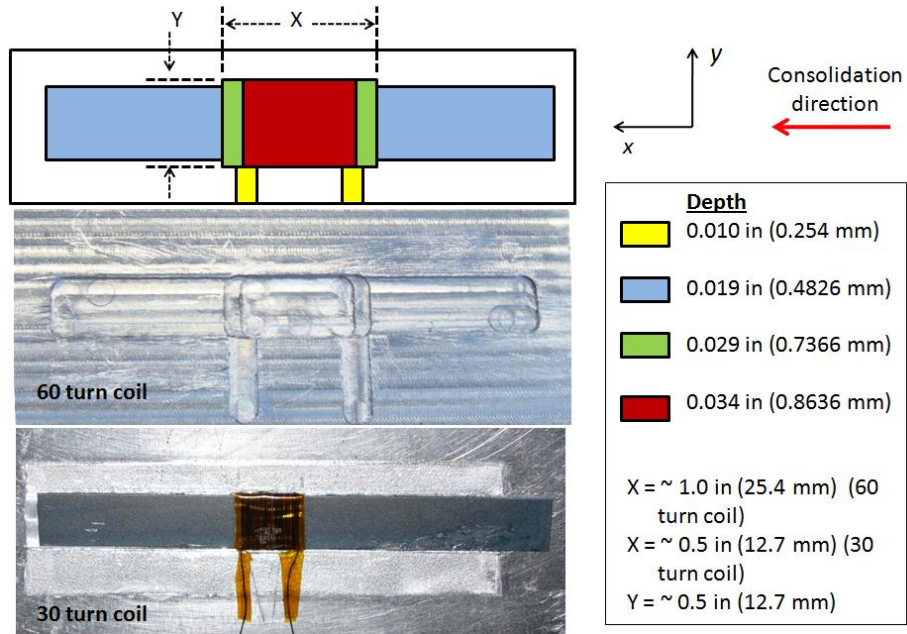 Y
X
y
x
Consolidation
direction
Depth
0.010 in (0.254 mm)
0.019 in (0.4826 mm)
0.029 in (0.7366 mm)
0.034 in (0.8636 mm)
X = ~ 1.0 in (25.4 mm)  (60
turn coil)
X = ~ 0.5 in (12.7 mm) (30
turn coil)
Y = ~ 0.5 in (12.7 mm)
60 turn coil
30 turn coil